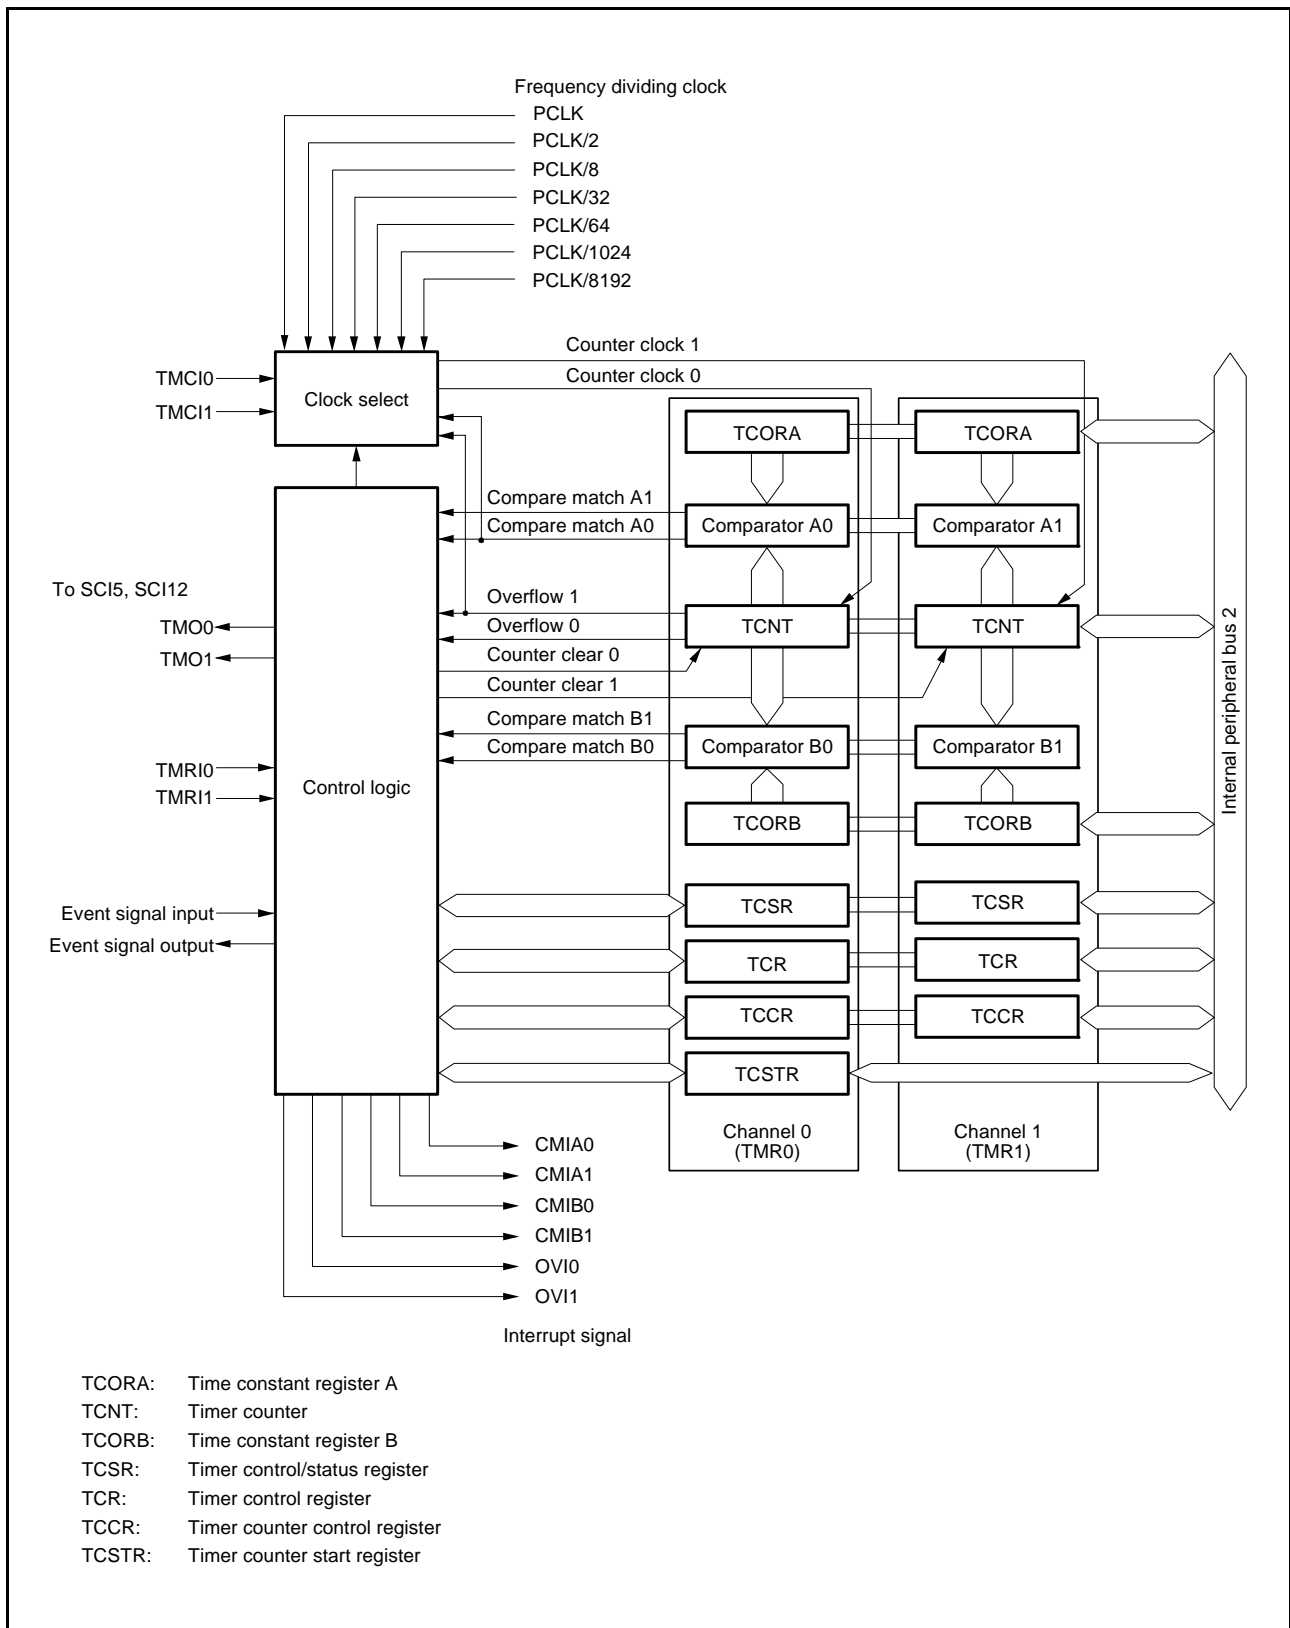 Frequency dividing clock
PCLK
PCLK/2
PCLK/8
PCLK/32
PCLK/64
PCLK/1024
PCLK/8192
Counter clock 1
Counter clock 0
TMCI0
TMCI1
Clock select
TCORA
TCORA
Compare match A1
Compare match A0
Comparator A0
Comparator A1
To SCI5, SCI12
TMO0
TMO1
Overflow 1
Overflow 0
Counter clear 0
Counter clear 1
TCNT
TCNT
Compare match B1
Compare match B0
Comparator B0
Comparator B1
TMRI0
TMRI1
Control logic
TCORB
TCORB
Internal peripheral bus 2
Event signal input
Event signal output
TCSR
TCSR
TCR
TCR
TCCR
TCCR
TCSTR
Channel 0
(TMR0)
Channel 1
(TMR1)
CMIA0
CMIA1
CMIB0
CMIB1
OVI0
OVI1
Interrupt signal
TCORA: Time constant register A
TCNT: Timer counter
TCORB: Time constant register B
TCSR: Timer control/status register
TCR: Timer control register
TCCR: Timer counter control register
TCSTR: Timer counter start register